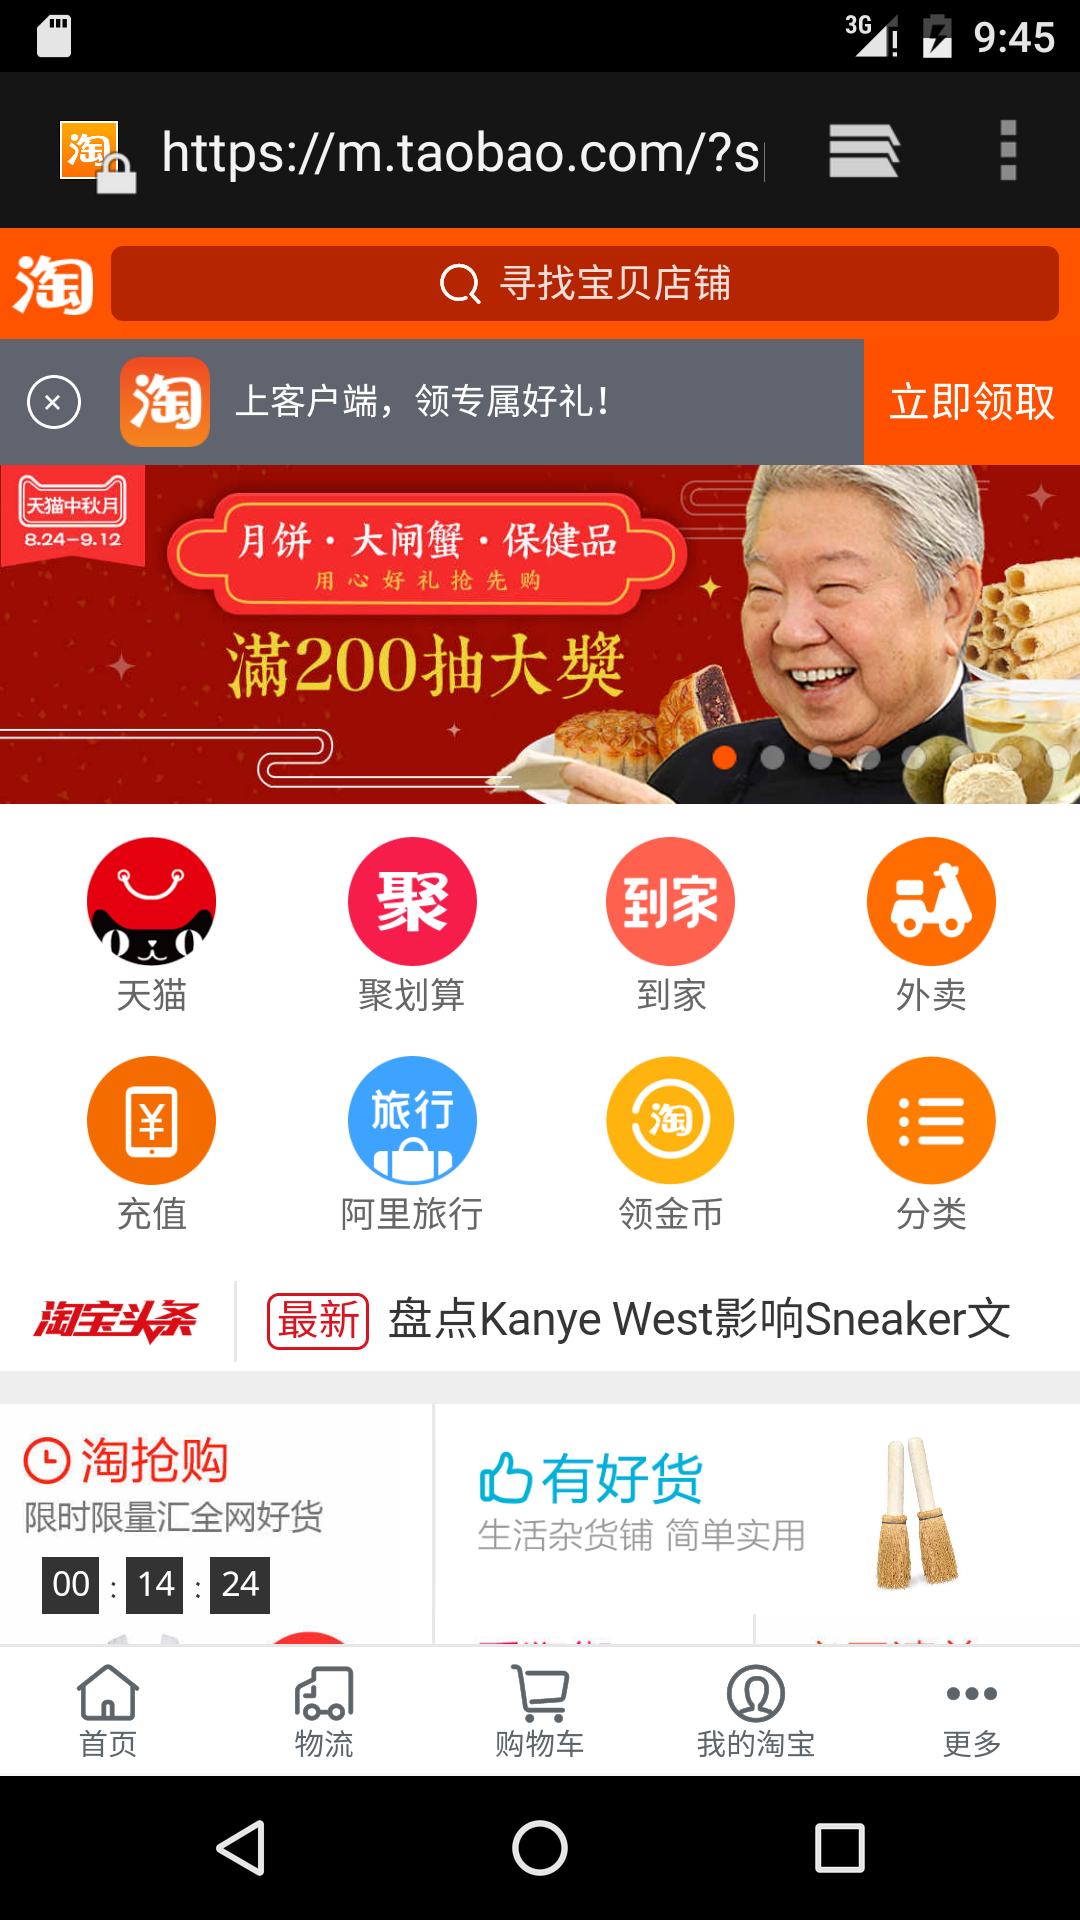 3G
9:45
淘
https://m.taobao.com/?s
淘
寻找宝贝店铺
淘
上客户端，领专属好礼！
立即领取
天猫中秋月
8.24-9.12
月饼·大闸蟹·保健品
用心好礼抢先购
滿200抽大獎
聚
到家
天猫
聚划算
到家
外卖
¥
旅行
淘
充值
阿里旅行
领金币
分类
淘宝头条
最新
盘点Kanye West影响Sneaker文
淘抢购
限时限量汇全网好货
00 : 14 : 24
有好货
生活杂货铺 简单实用
首页
物流
购物车
我的淘宝
更多